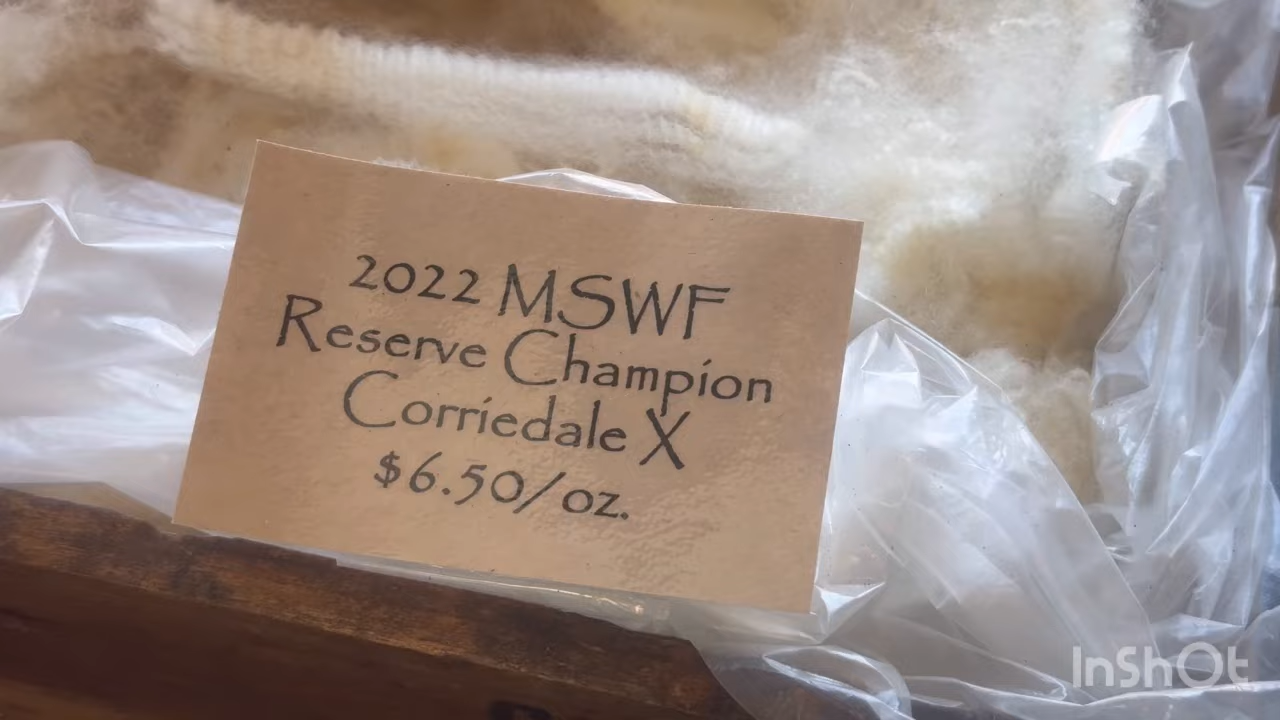 2022 MSWF
Reserve Champion
Corriedale X
$6.50/oz.
InShOt